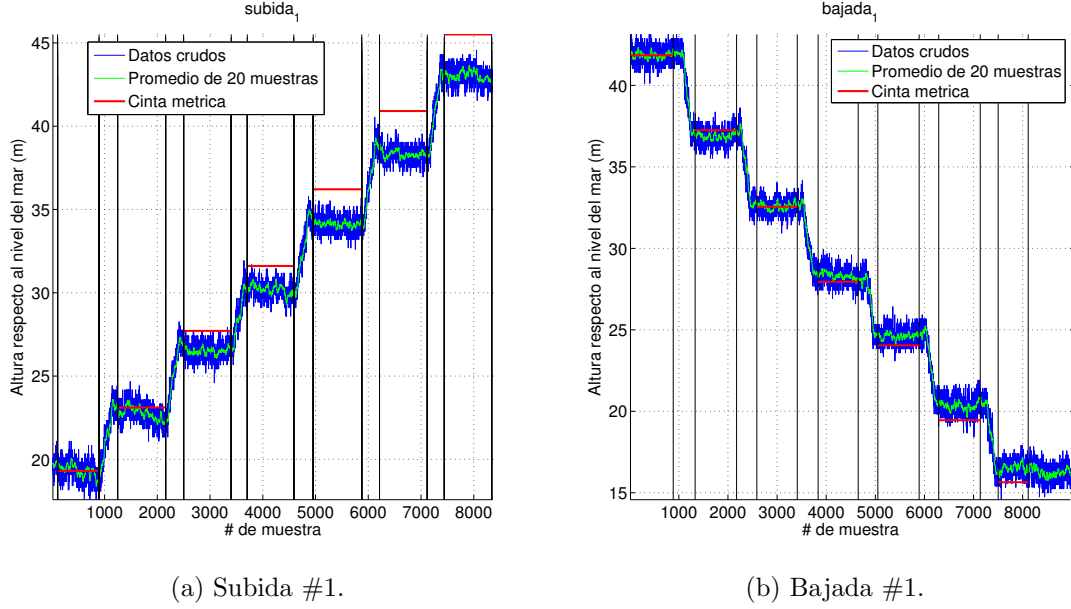 subida1
Datos crudos
Promedio de 20 muestras
Cinta metrica
Altura respecto al nivel del mar (m)
45
40
35
30
25
20
1000 2000 3000 4000 5000 6000 7000 8000
# de muestra
(a) Subida #1.
bajada1
Datos crudos
Promedio de 20 muestras
Cinta metrica
Altura respecto al nivel del mar (m)
40
35
30
25
20
15
1000 2000 3000 4000 5000 6000 7000 8000
# de muestra
(b) Bajada #1.